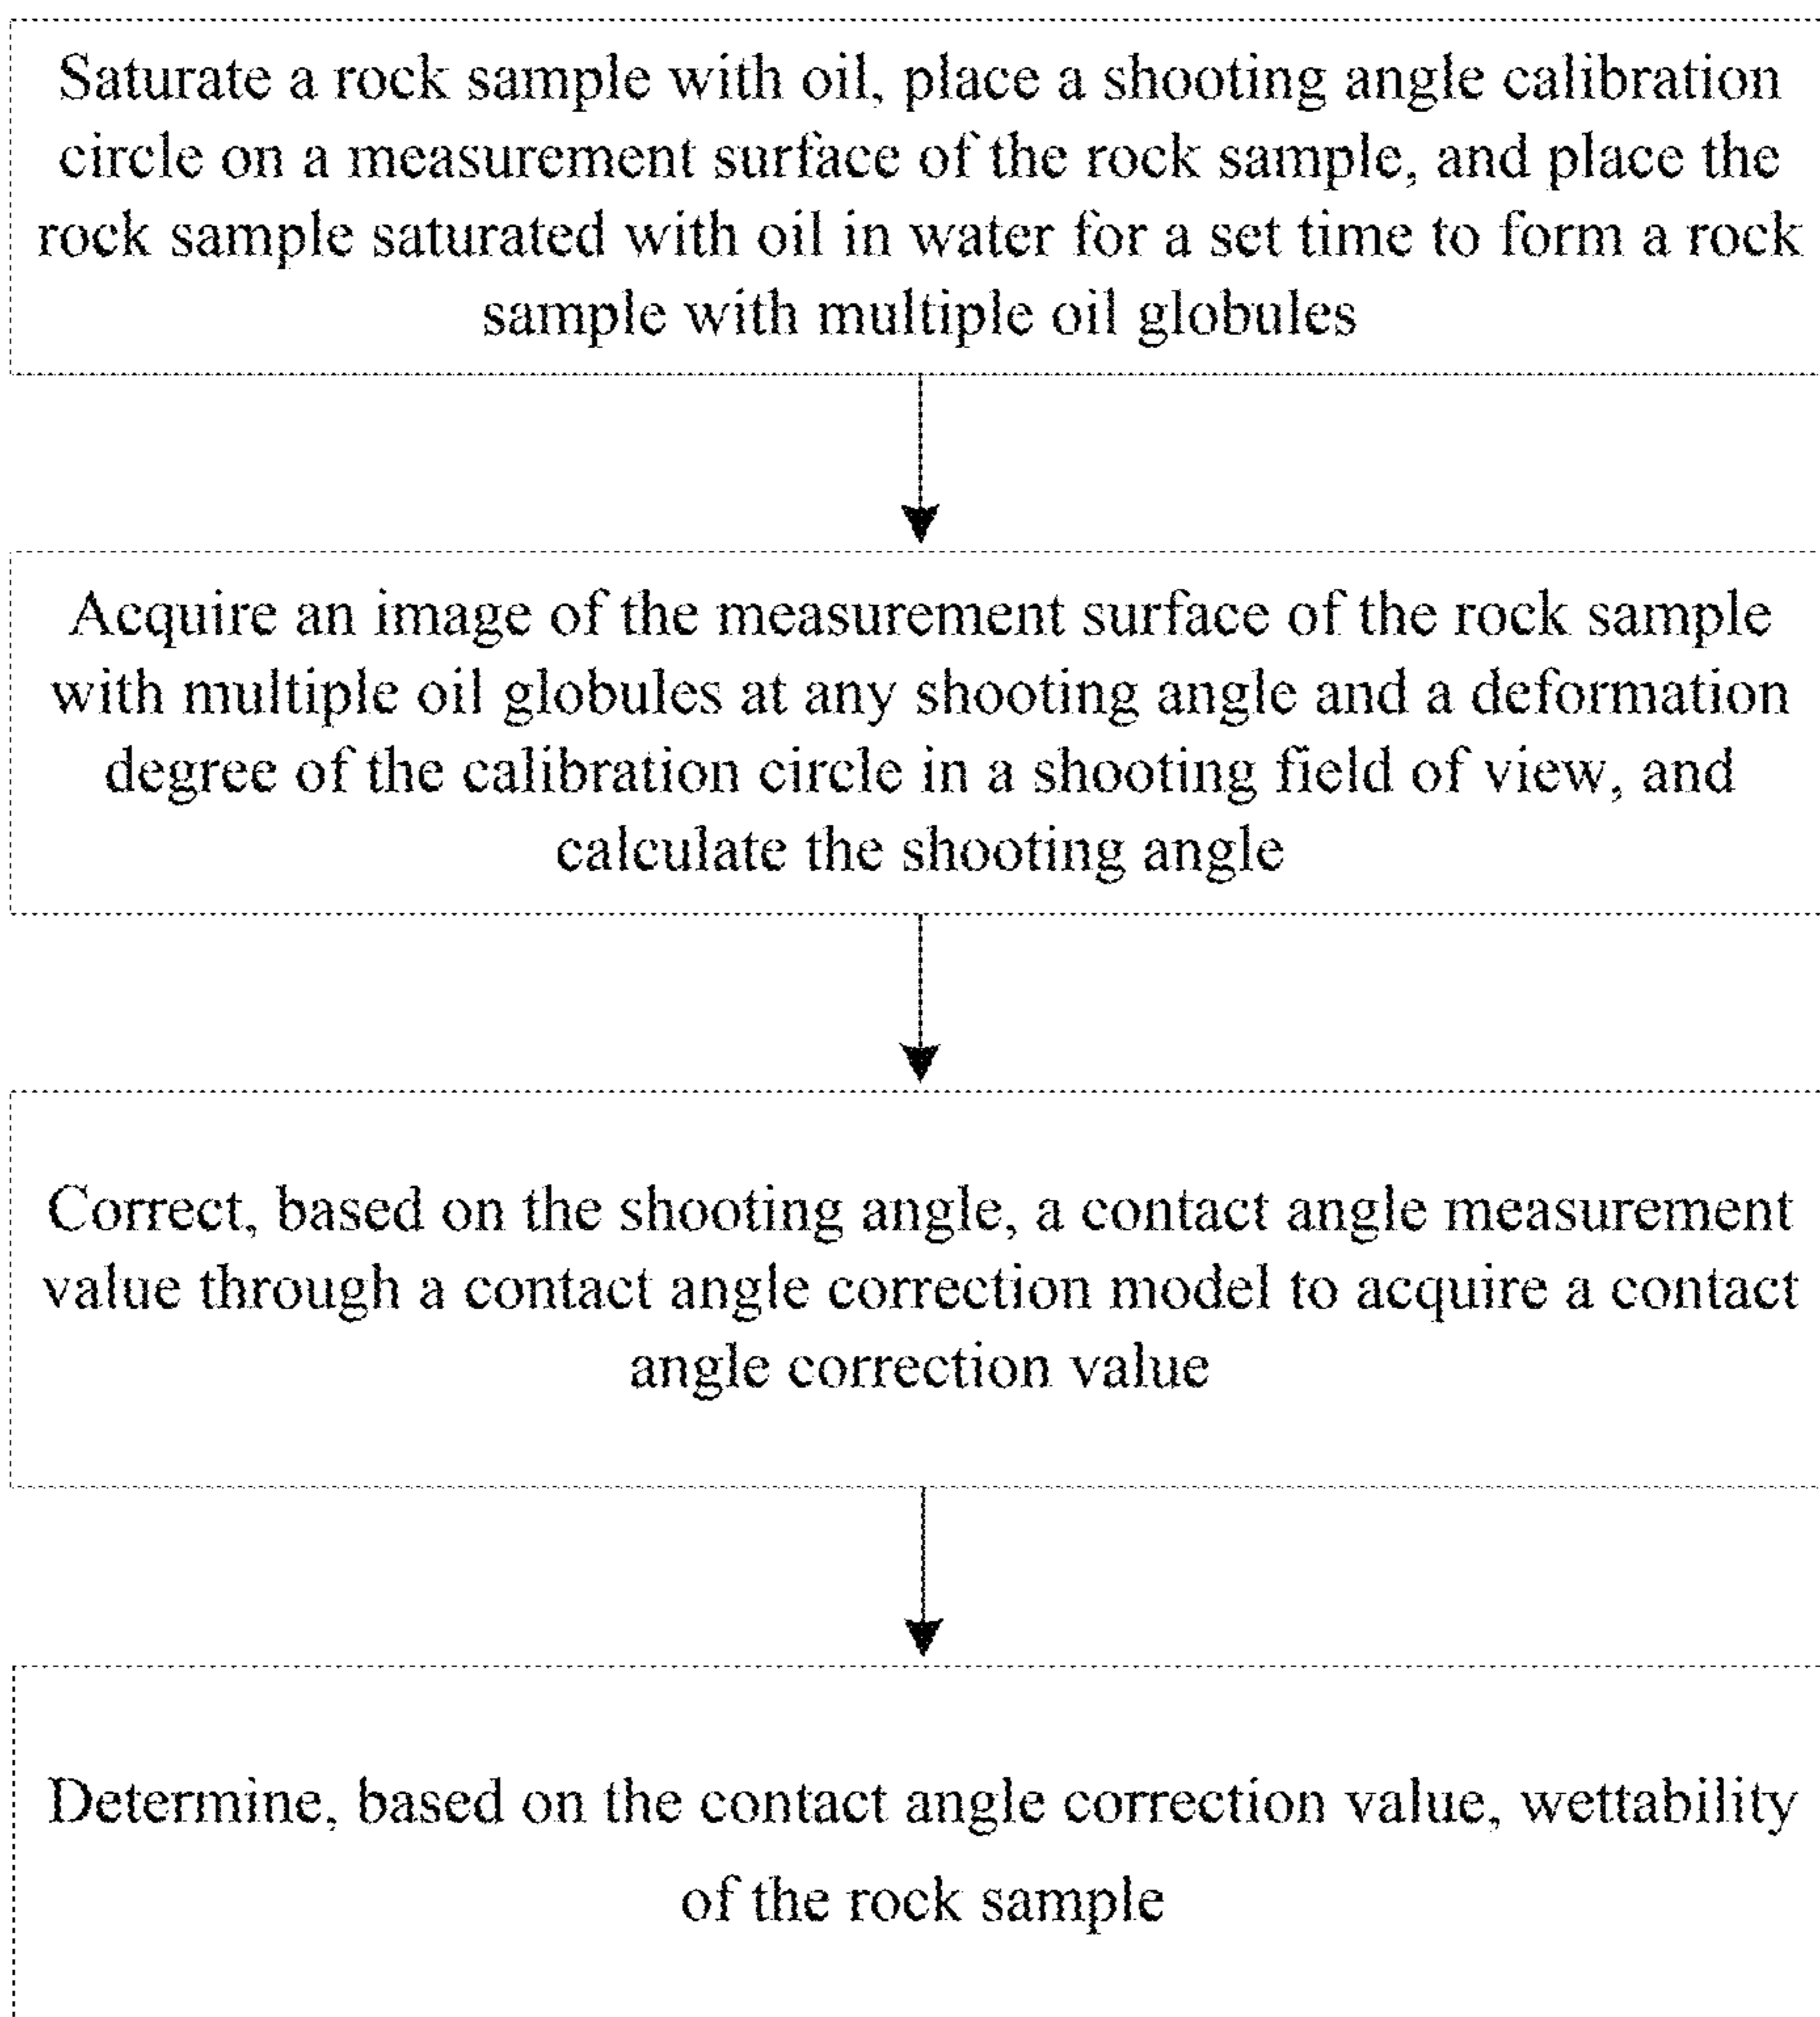 Saturate a rock sample with oil, place a shooting angle calibration
circle on a measurement surface of the rock sample, and place the
rock sample saturated with oil in water for a set time to form a rock
sample with multiple oil globules
Acquire an image of the measurement surface of the rock sample
with multiple oil globules at any shooting angle and a deformation
degree of the calibration circle in a shooting field of view, and
calculate the shooting angle
Correct, based on the shooting angle, a contact angle measurement
value through a contact angle correction model to acquire a contact
angle correction value
Determine, based on the contact angle correction value, wettability
of the rock sample